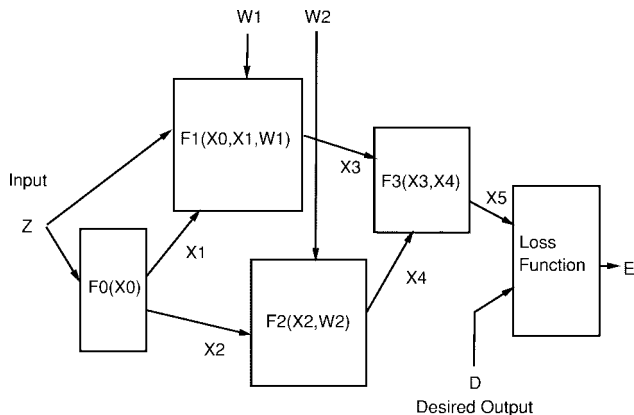 W1
W2
F1(X0,X1,W1)
X3
F3(X3,X4)
Input
X5
Z
X1
Loss
Function
E
F0(X0)
X4
F2(X2,W2)
X2
D
Desired Output